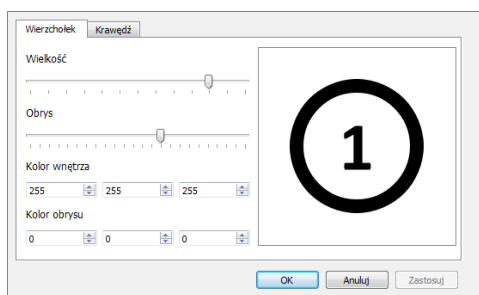 Wierzchołek Krawędź
Wielkość
Obrys
Kolor wnętrza
255 255 255
Kolor obrysu
0 0 0
1
OK Anuluj Zastosuj